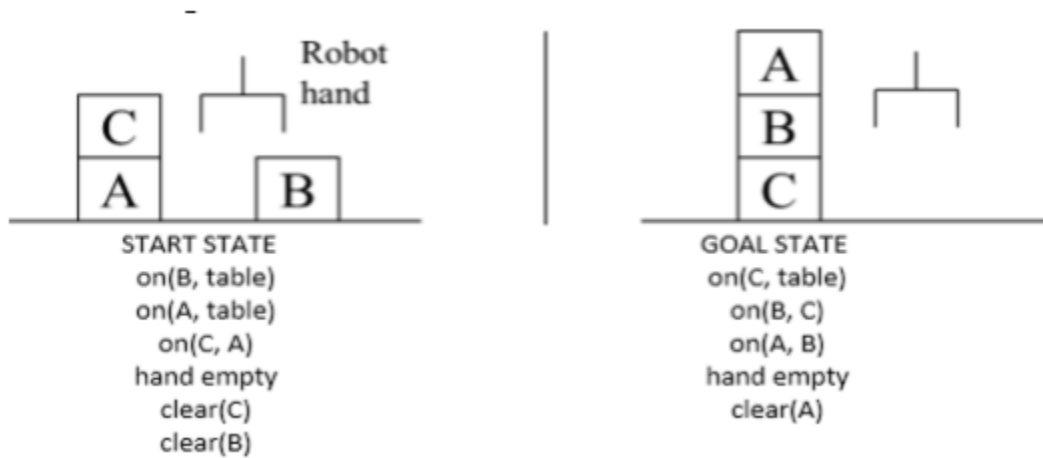 Robot
hand
C
A
B
START STATE
on(B, table)
on(A, table)
on(C, A)
hand empty
clear(C)
clear(B)
A
B
C
GOAL STATE
on(C, table)
on(B, C)
on(A, B)
hand empty
clear(A)